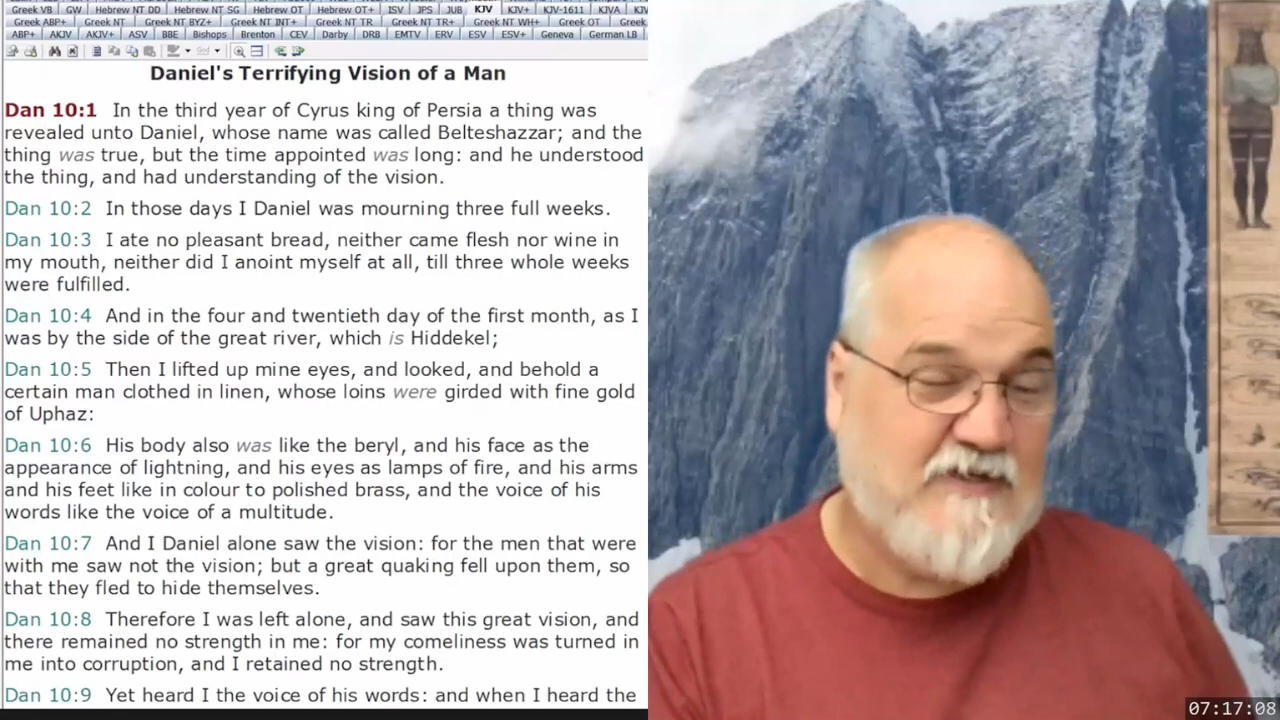 Greek VB GW Hebrew NT DD Hebrew NT SG Hebrew OT Hebrew OT+ ISV JPS JUB KJV KJV+ KJV-1611 KJVA KJV
Greek ABP+ Greek NT Greek NT BYZ+ Greek NT INT+ Greek NT TR Greek NT TR+ Greek NT WH+ Greek OT Greek
ABP+ AKJV AKJV+ ASV BBE Bishops Brenton CEV Darby DRB EMTV ERV ESV ESV+ Geneva German LB
Daniel's Terrifying Vision of a Man
Dan 10:1 In the third year of Cyrus king of Persia a thing was
revealed unto Daniel, whose name was called Belteshazzar; and the
thing was true, but the time appointed was long: and he understood
the thing, and had understanding of the vision.
Dan 10:2 In those days I Daniel was mourning three full weeks.
Dan 10:3 I ate no pleasant bread, neither came flesh nor wine in
my mouth, neither did I anoint myself at all, till three whole weeks
were fulfilled.
Dan 10:4 And in the four and twentieth day of the first month, as I
was by the side of the great river, which is Hiddekel;
Dan 10:5 Then I lifted up mine eyes, and looked, and behold a
certain man clothed in linen, whose loins were girded with fine gold
of Uphaz:
Dan 10:6 His body also was like the beryl, and his face as the
appearance of lightning, and his eyes as lamps of fire, and his arms
and his feet like in colour to polished brass, and the voice of his
words like the voice of a multitude.
Dan 10:7 And I Daniel alone saw the vision: for the men that were
with me saw not the vision; but a great quaking fell upon them, so
that they fled to hide themselves.
Dan 10:8 Therefore I was left alone, and saw this great vision, and
there remained no strength in me: for my comeliness was turned in
me into corruption, and I retained no strength.
Dan 10:9 Yet heard I the voice of his words: and when I heard the
07:17:08